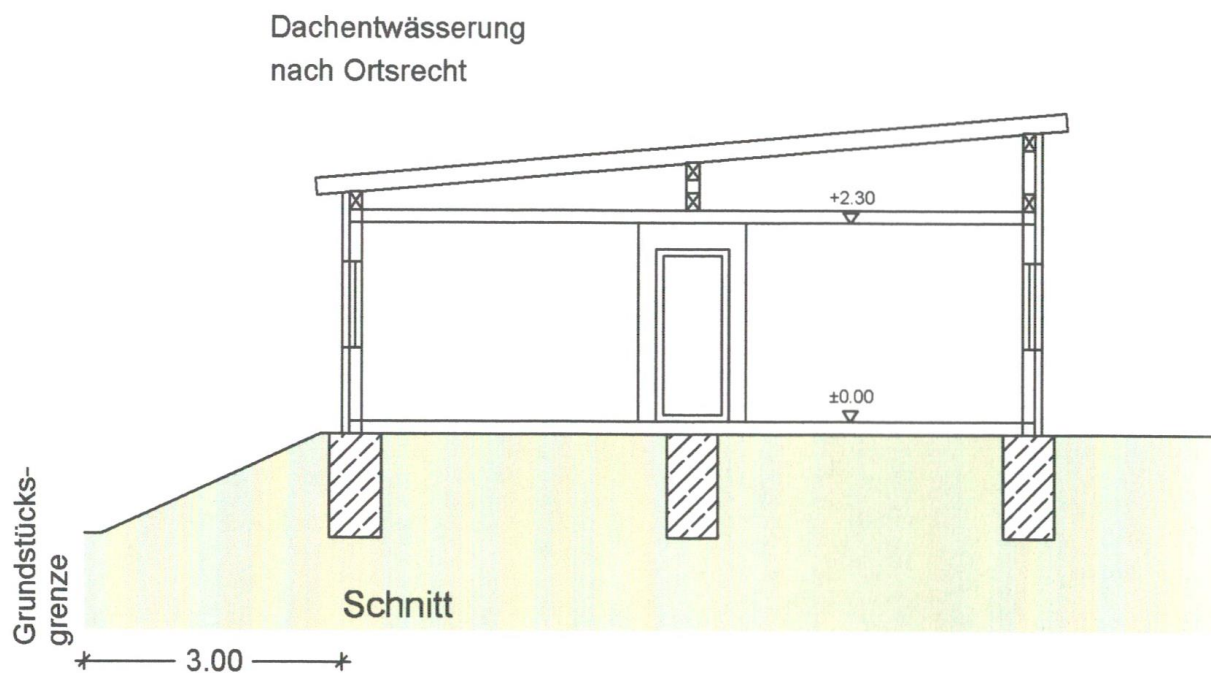 Dachentwässerung
nach Ortsrecht
+2.30
±0.00
Grundstücks-
grenze
Schnitt
3.00